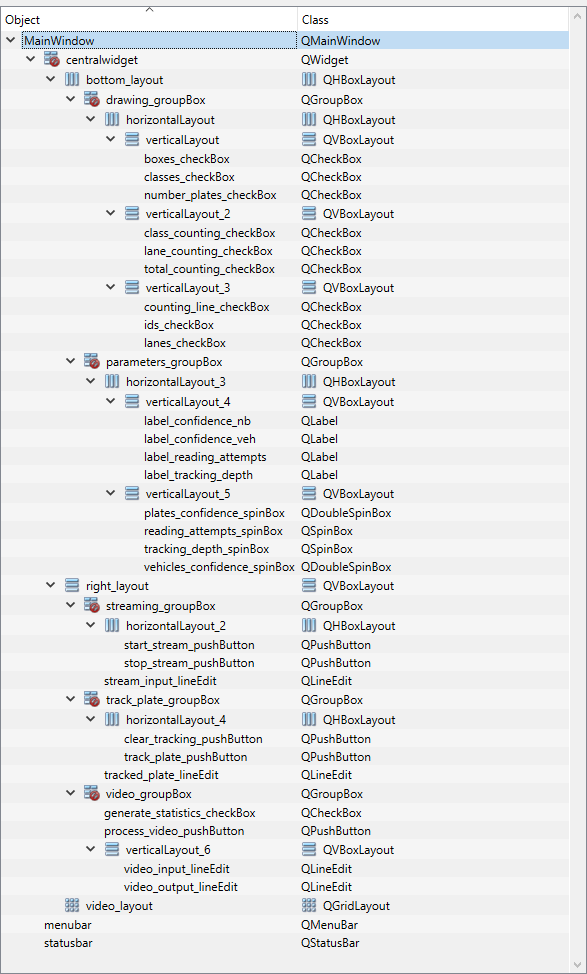 Object Class
MainWindow QMainWindow
centralwidget QWidget
bottom_layout QHBoxLayout
drawing_groupBox QGroupBox
horizontalLayout QHBoxLayout
verticalLayout QVBoxLayout
boxes_checkBox QCheckBox
classes_checkBox QCheckBox
number_plates_checkBox QCheckBox
verticalLayout_2 QVBoxLayout
class_counting_checkBox QCheckBox
lane_counting_checkBox QCheckBox
total_counting_checkBox QCheckBox
verticalLayout_3 QVBoxLayout
counting_line_checkBox QCheckBox
ids_checkBox QCheckBox
lanes_checkBox QCheckBox
parameters_groupBox QGroupBox
horizontalLayout_3 QHBoxLayout
verticalLayout_4 QVBoxLayout
label_confidence_nb QLabel
label_confidence_veh QLabel
label_reading_attempts QLabel
label_tracking_depth QLabel
verticalLayout_5 QVBoxLayout
plates_confidence_spinBox QDoubleSpinBox
reading_attempts_spinBox QSpinBox
tracking_depth_spinBox QSpinBox
vehicles_confidence_spinBox QDoubleSpinBox
right_layout QVBoxLayout
streaming_groupBox QGroupBox
horizontalLayout_2 QHBoxLayout
start_stream_pushButton QPushButton
stop_stream_pushButton QPushButton
stream_input_lineEdit QLineEdit
track_plate_groupBox QGroupBox
horizontalLayout_4 QHBoxLayout
clear_tracking_pushButton QPushButton
track_plate_pushButton QPushButton
tracked_plate_lineEdit QLineEdit
video_groupBox QGroupBox
generate_statistics_checkBox QCheckBox
process_video_pushButton QPushButton
verticalLayout_6 QVBoxLayout
video_input_lineEdit QLineEdit
video_output_lineEdit QLineEdit
video_layout QGridLayout
menubar QMenuBar
statusbar QStatusBar